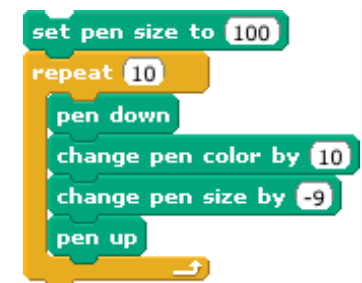 set pen size to 100
repeat 10
pen down
change pen color by 10
change pen size by -9
pen up